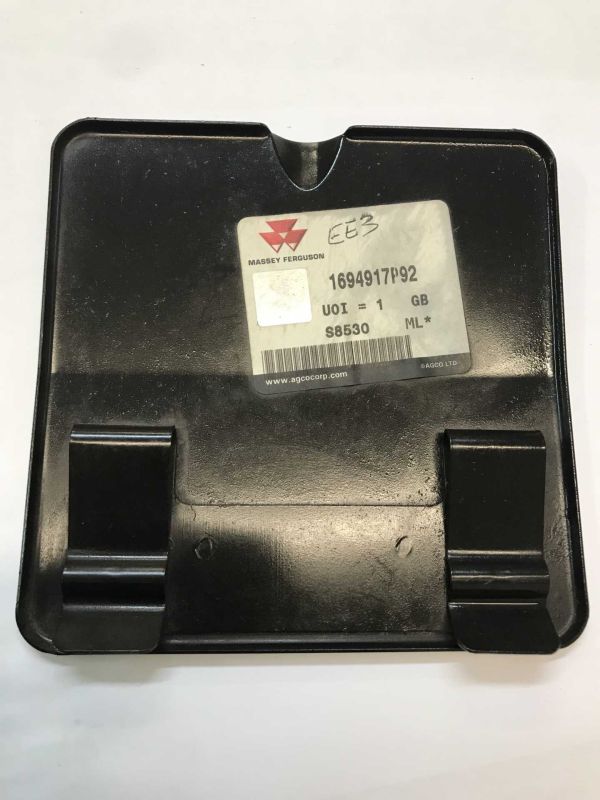 EE3
MASSEY FERGUSON
1694917P92
UOI = 1 GB
S8530 ML*
www.agcocorp.com
©AGCO LTD